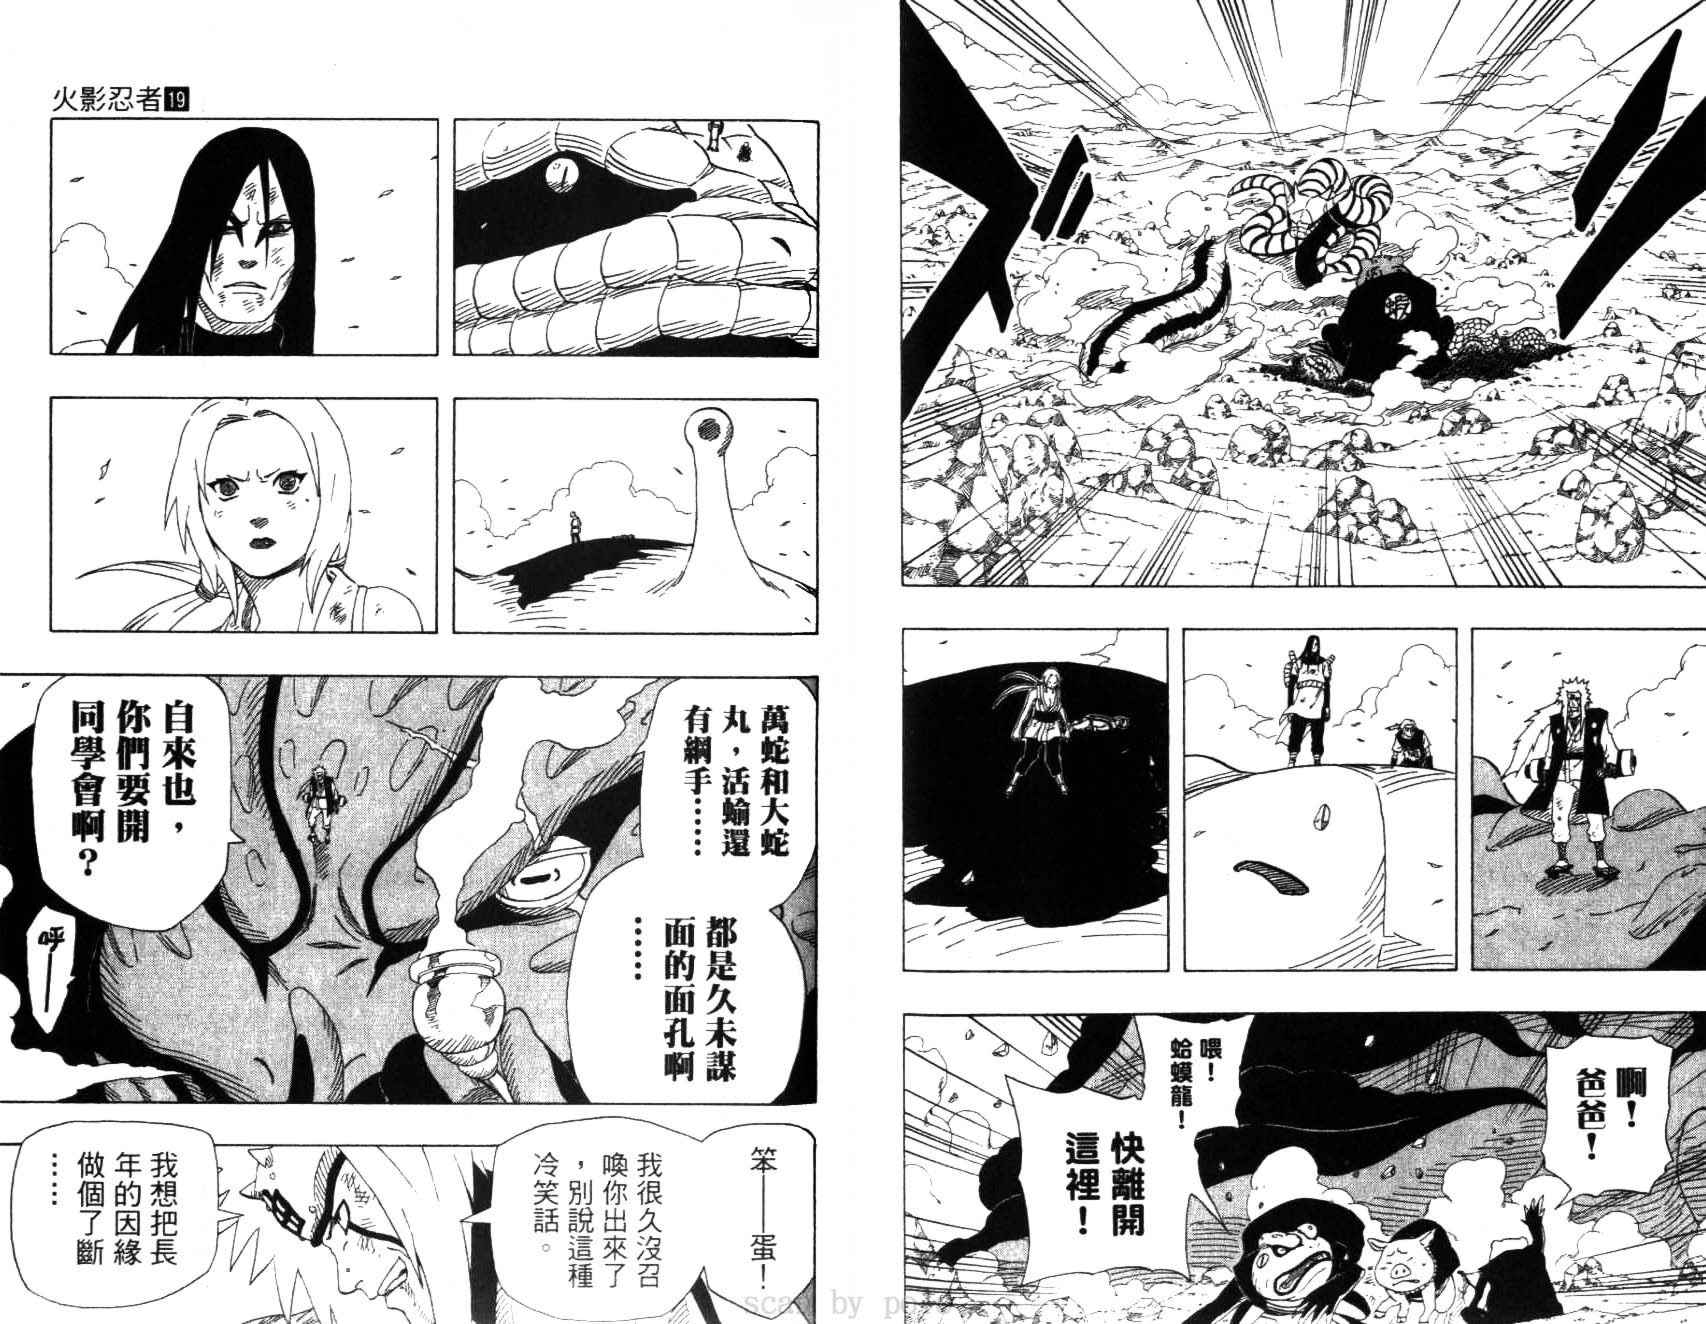 蝦
啊！
爸爸！
喂！
蛤蟆龍！
快離開
這裡！
火影忍者19
萬蛇和大蛇
丸，活蝓還
有綱手……
都是久未謀
面的面孔啊
……
自來也，
你們要開
同學會啊？
呼
笨——蛋！
我很久沒召
喚你出來了
，別說這種
冷笑話。
我想把長
年的因緣
做個了斷
……